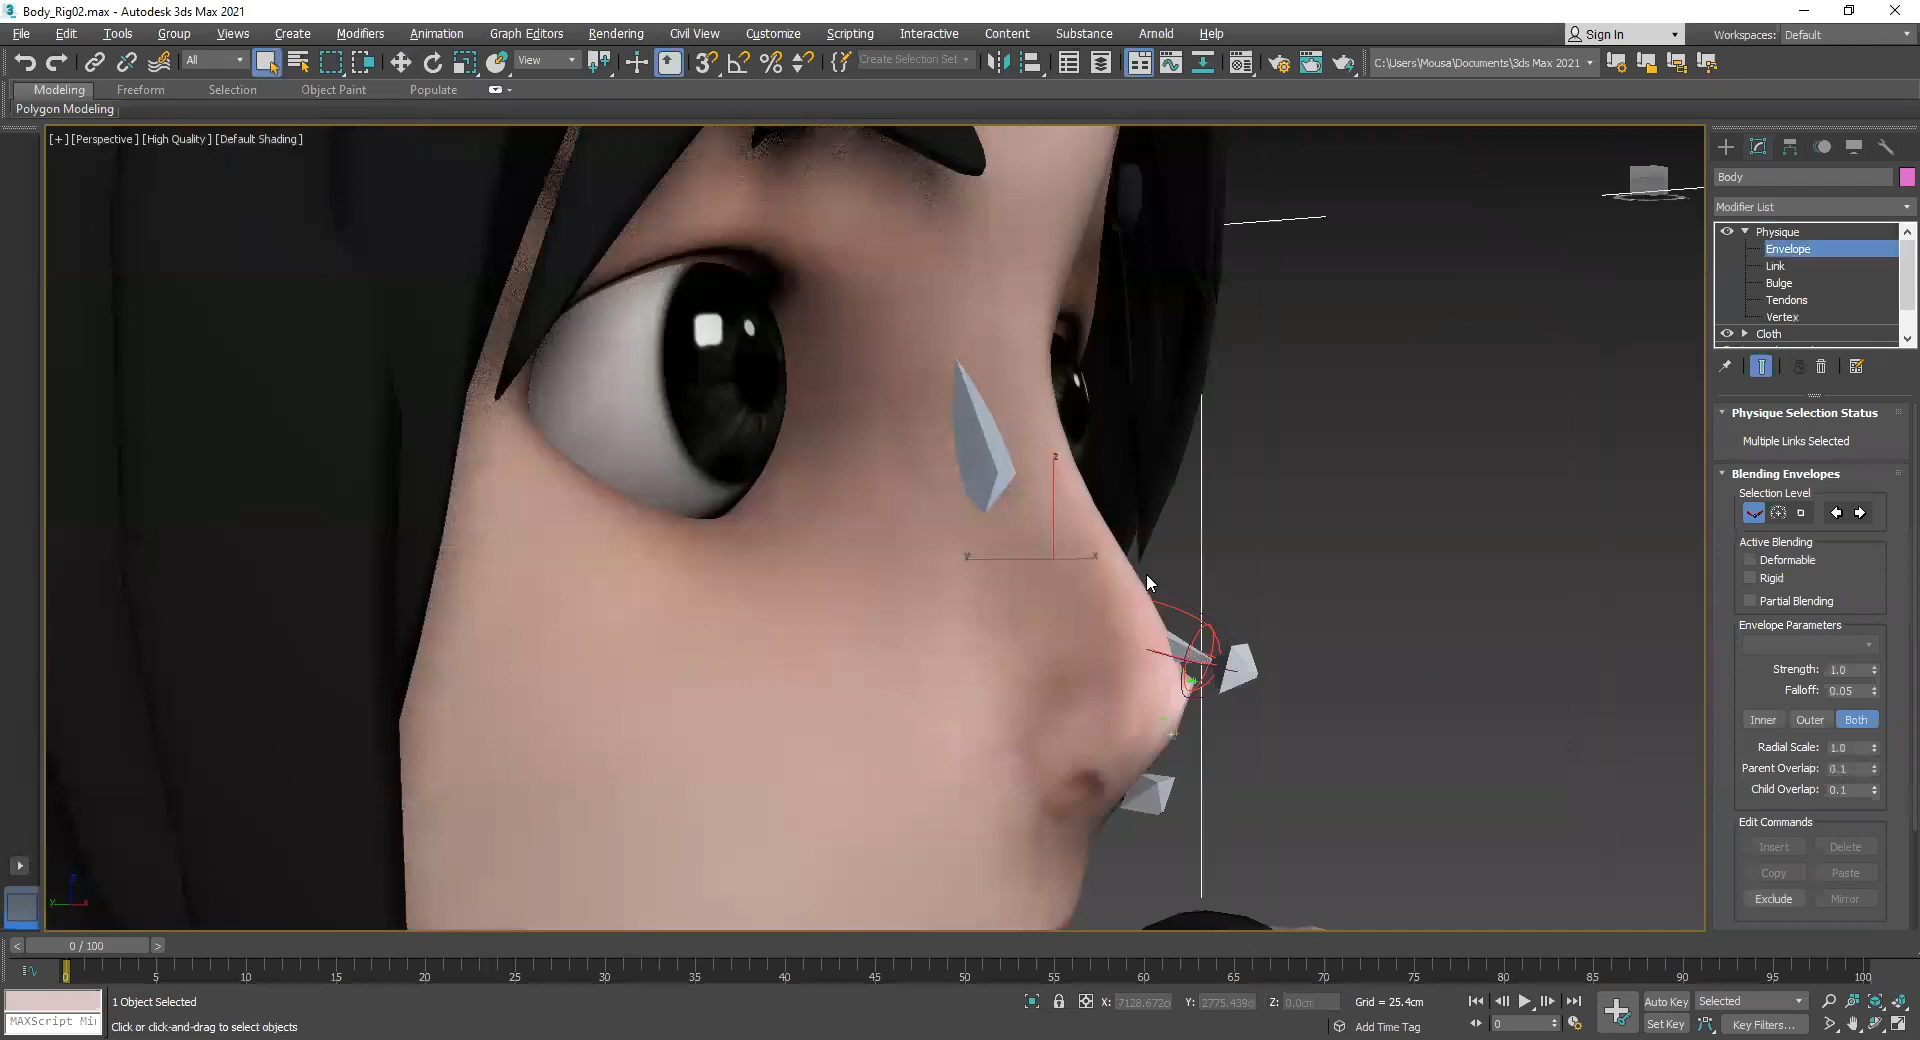 Body_Rig02.max - Autodesk 3ds Max 2021
File Edit Tools Group Views Create Modifiers Animation Graph Editors Rendering Civil View Customize Scripting Interactive Content Substance Arnold Help
Sign In Workspaces: Default
All View Create Selection Set C:\Users\Mousa\Documents\3ds Max 2021
Modeling Freeform Selection Object Paint Populate
Polygon Modeling
[+] [Perspective] [High Quality] [Default Shading]
Body
Modifier List
Physique
Envelope
Link
Bulge
Tendons
Vertex
Cloth
Physique Selection Status
Multiple Links Selected
Blending Envelopes
Selection Level
Active Blending
Deformable
Rigid
Partial Blending
Envelope Parameters
Strength: 1.0
Falloff: 0.05
Inner Outer Both
Radial Scale: 1.0
Parent Overlap: 0.1
Child Overlap: 0.1
Edit Commands
Insert Delete
Copy Paste
Exclude Mirror
z
y x
z
y x
< 0 / 100 >
0 5 10 15 20 25 30 35 40 45 50 55 60 65 70 75 80 85 90 95 100
1 Object Selected X: 7128.672c Y: 2775.439c Z: 0.0cm Grid = 25.4cm Auto Key Selected
MAXScript Mi Click or click-and-drag to select objects Add Time Tag 0 Set Key Key Filters...